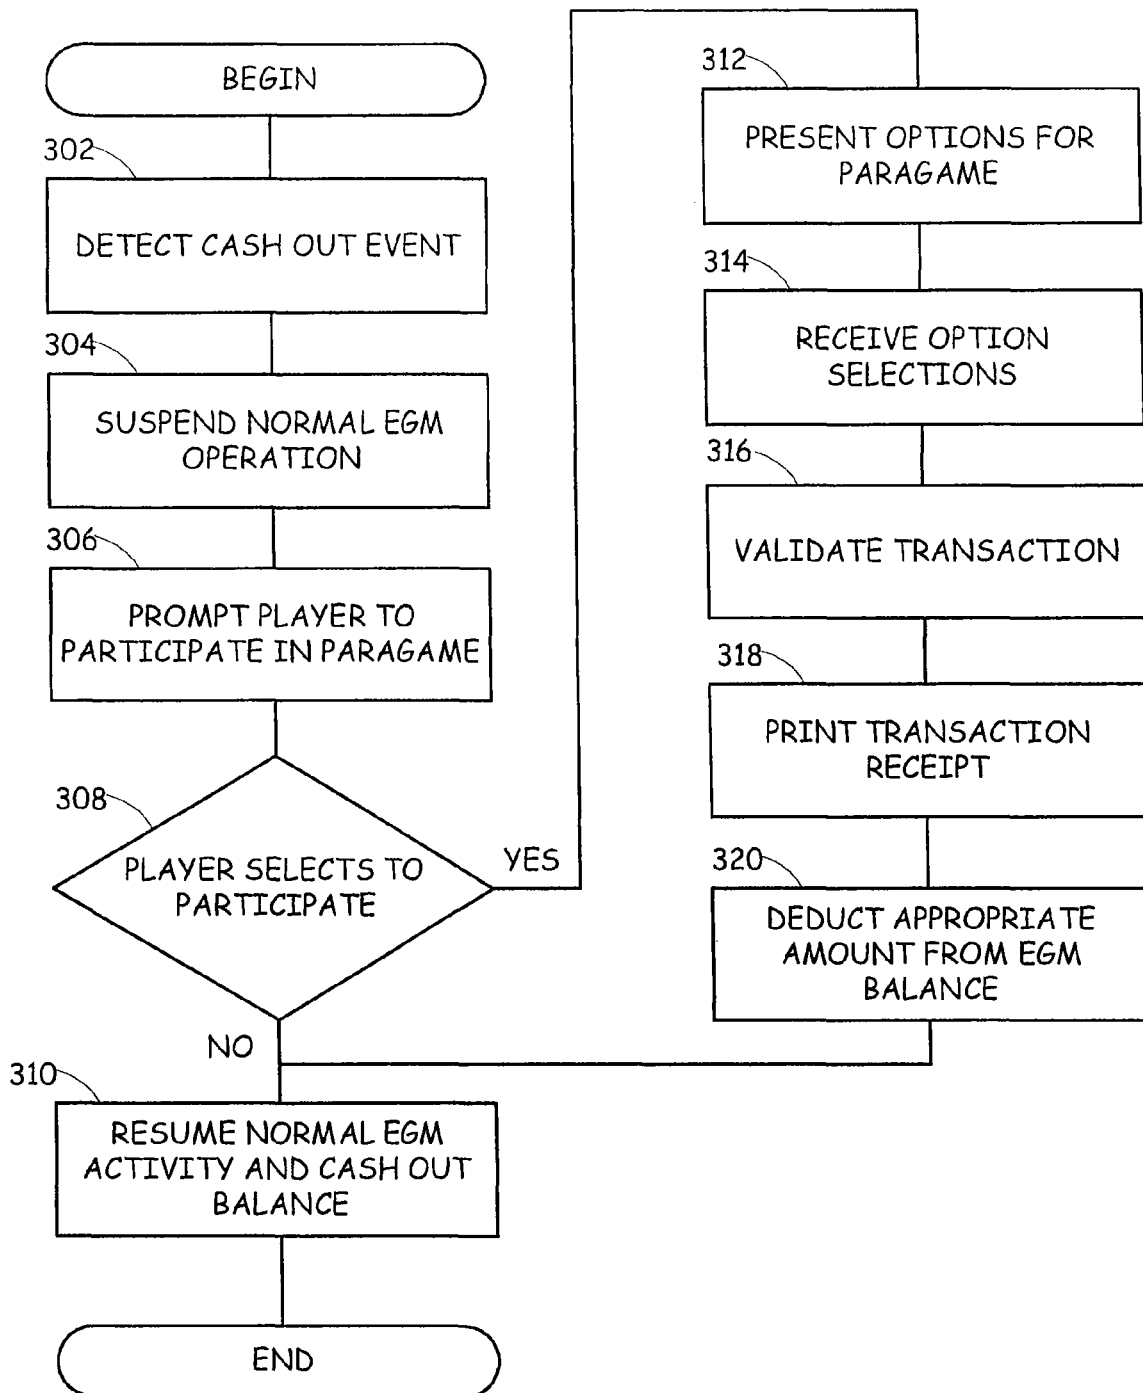 BEGIN
302
DETECT CASH OUT EVENT
304
SUSPEND NORMAL EGM
OPERATION
306
PROMPT PLAYER TO
PARTICIPATE IN PARAGAME
308
PLAYER SELECTS TO
PARTICIPATE
YES
NO
310
RESUME NORMAL EGM
ACTIVITY AND CASH OUT
BALANCE
END
312
PRESENT OPTIONS FOR
PARAGAME
314
RECEIVE OPTION
SELECTIONS
316
VALIDATE TRANSACTION
318
PRINT TRANSACTION
RECEIPT
320
DEDUCT APPROPRIATE
AMOUNT FROM EGM
BALANCE